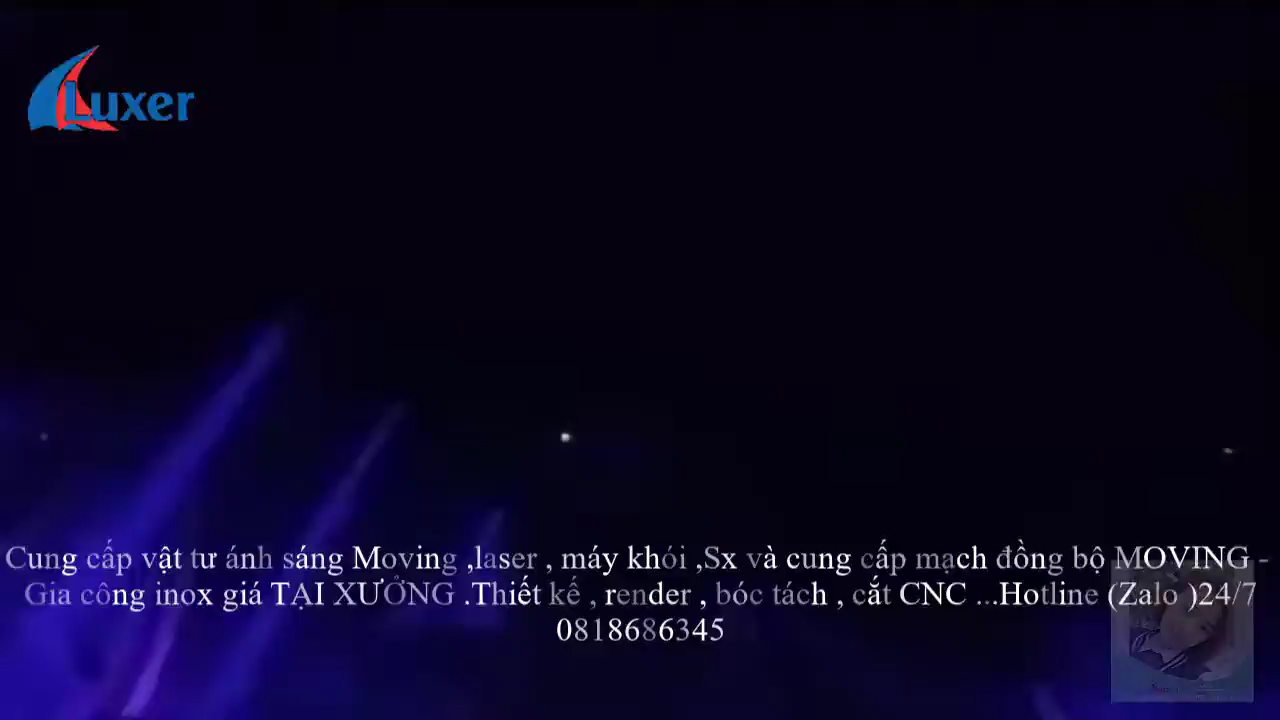 Luxer
Cung cấp vật tư ánh sáng Moving ,laser , máy khói ,Sx và cung cấp mạch đồng bộ MOVING -
Gia công inox giá TẠI XƯỞNG .Thiết kế , render , bóc tách , cắt CNC ...Hotline (Zalo )24/7
0818686345